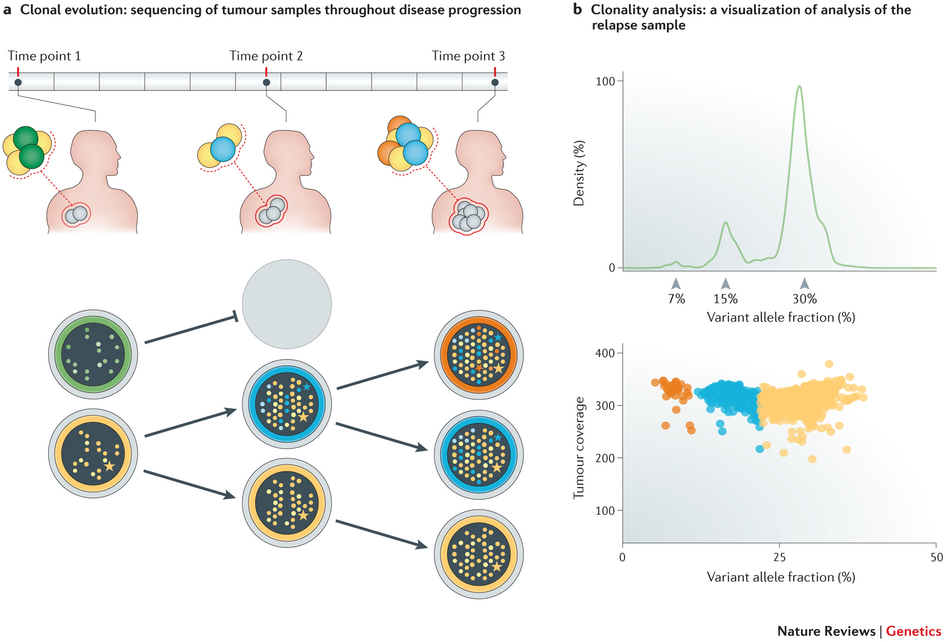 a Clonal evolution: sequencing of tumour samples throughout disease progression
Time point 1
Time point 2
Time point 3
b Clonality analysis: a visualization of analysis of the
relapse sample
100
Density (%)
0
7%
15%
30%
Variant allele fraction (%)
400
300
200
100
Tumour coverage
0
25
50
Variant allele fraction (%)
Nature Reviews | Genetics